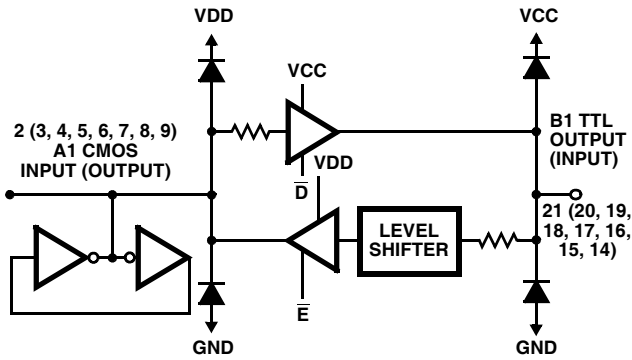 VDD
VCC
VCC
2 (3, 4, 5, 6, 7, 8, 9)
A1 CMOS
INPUT (OUTPUT)
B1 TTL
OUTPUT
(INPUT)
D̅
VDD
LEVEL
SHIFTER
21 (20, 19,
18, 17, 16,
15, 14)
E̅
GND
GND